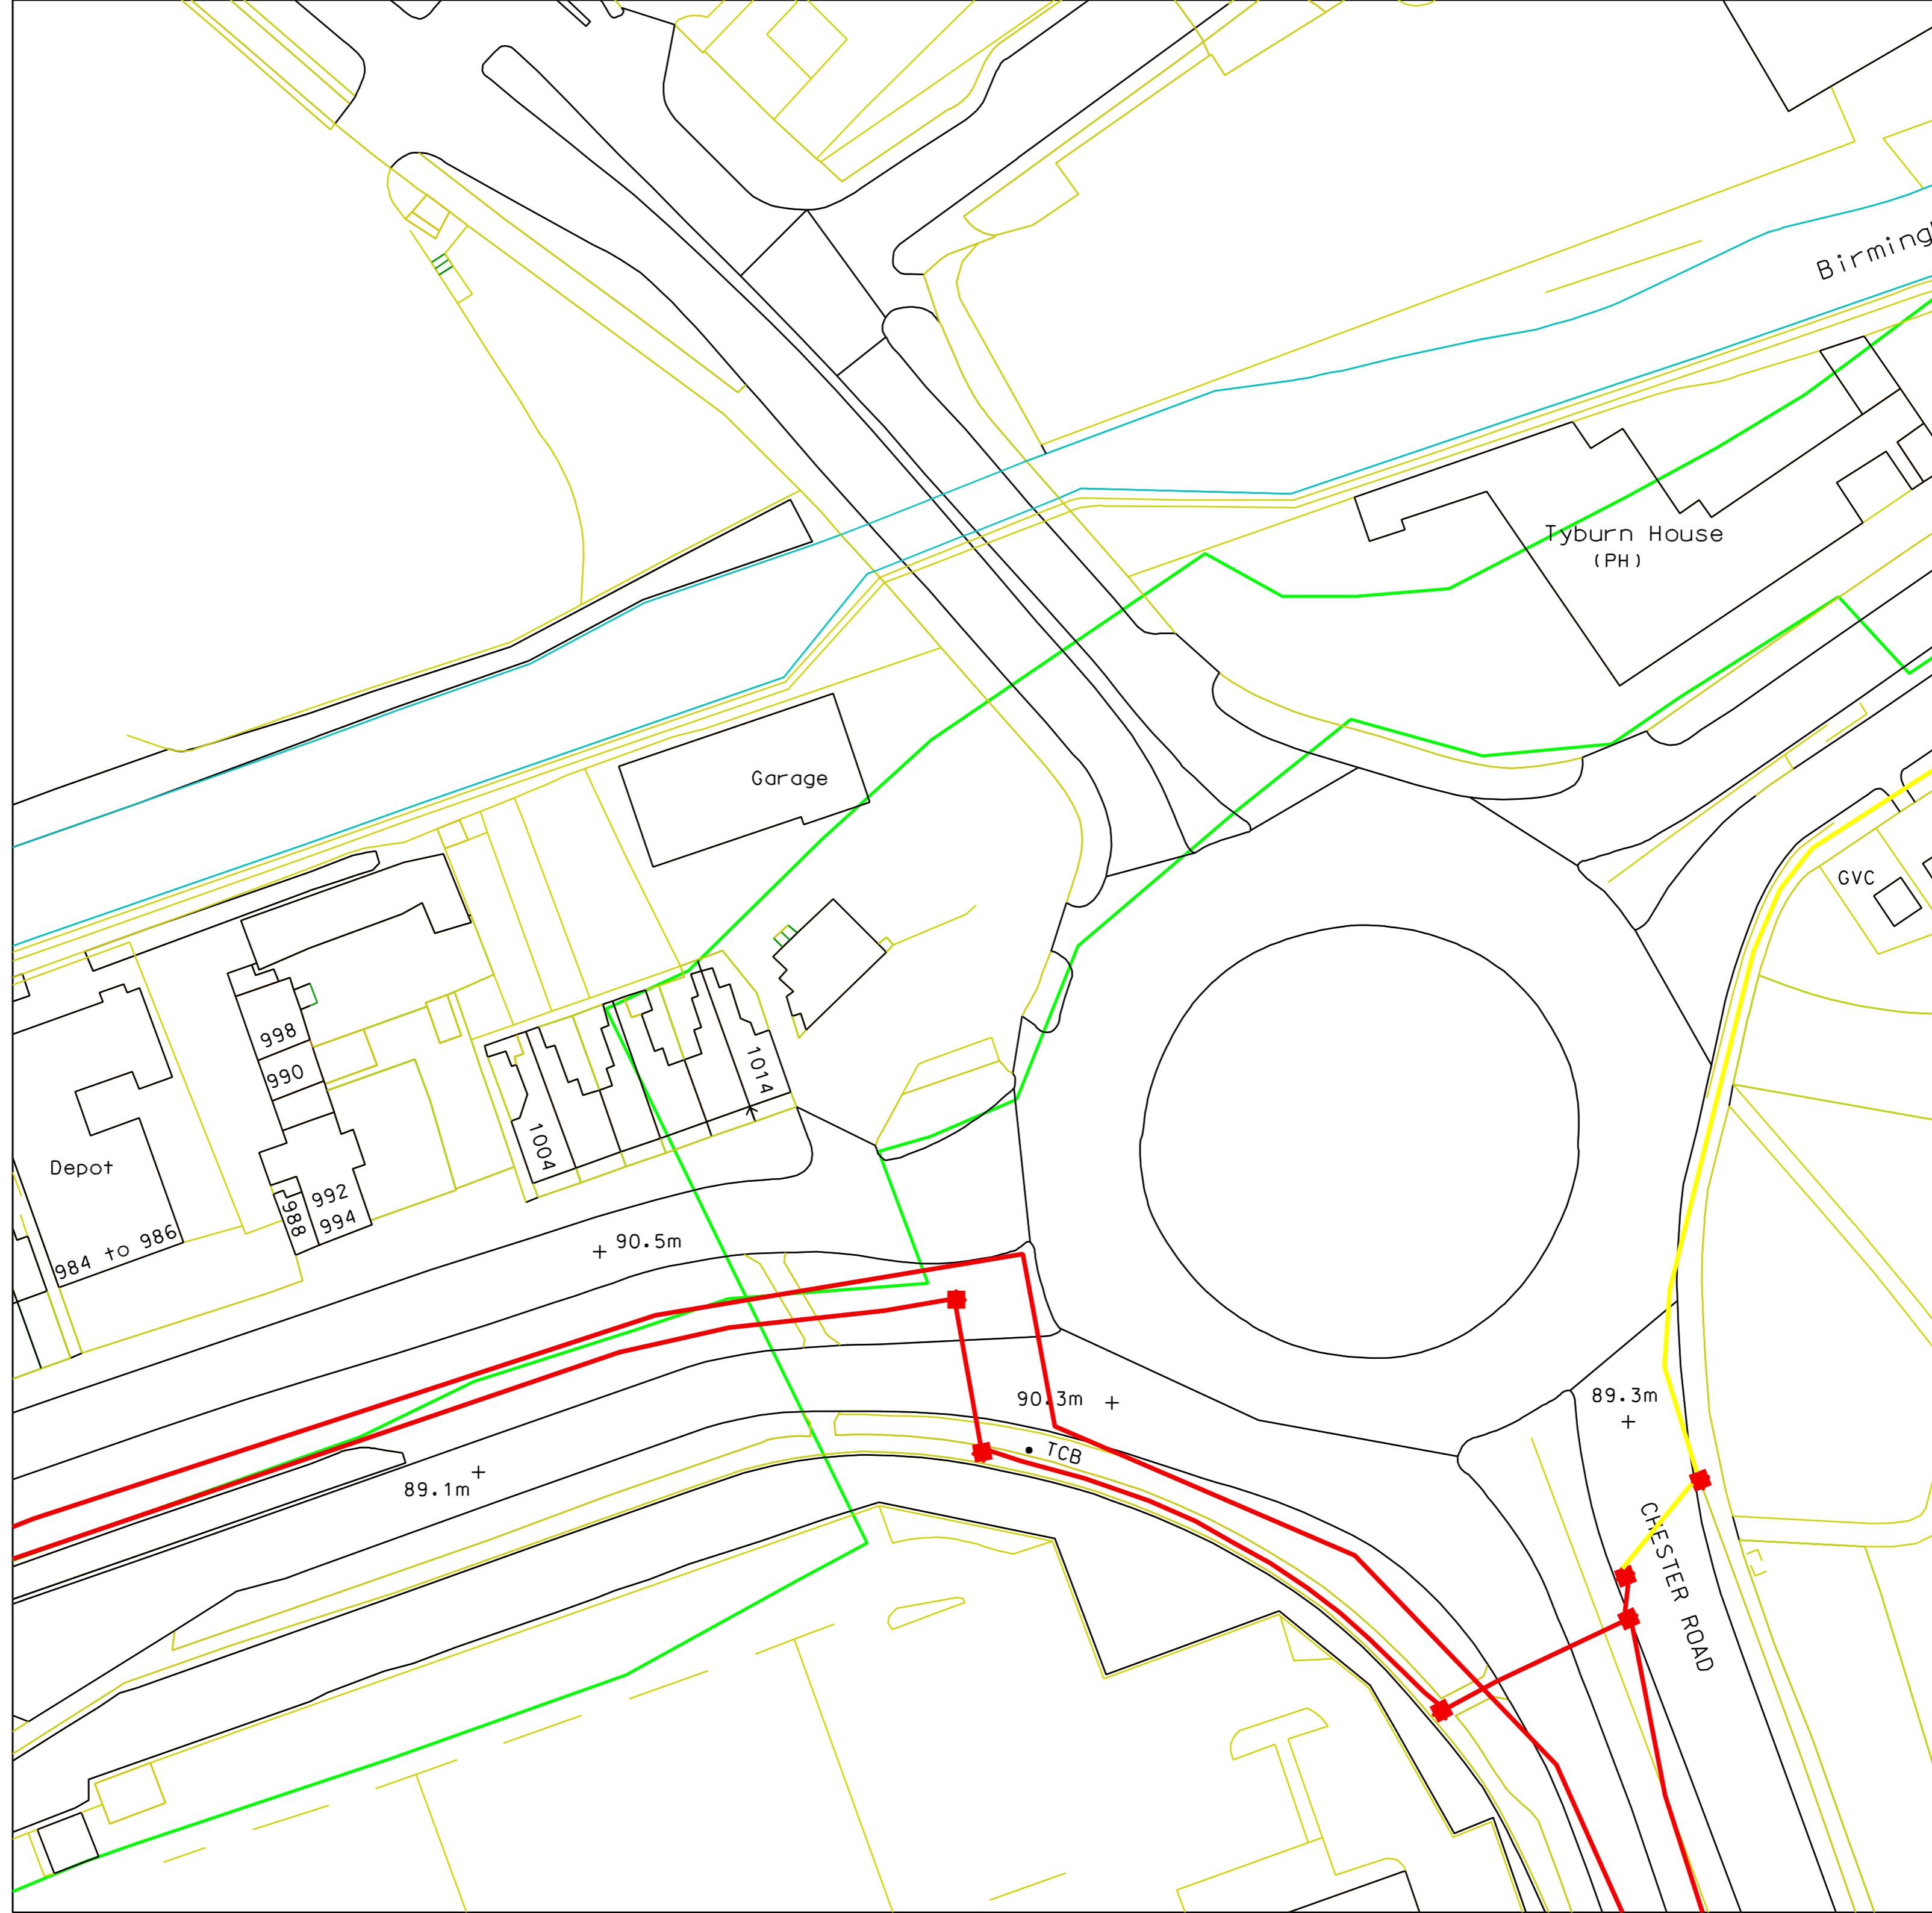 Birming
Tyburn House
(PH)
Garage
GVC
998
990
1014
1004
Depot
992
994
988
984 to 986
90.5m
90.3m
89.3m
TCB
89.1m
CHESTER ROAD